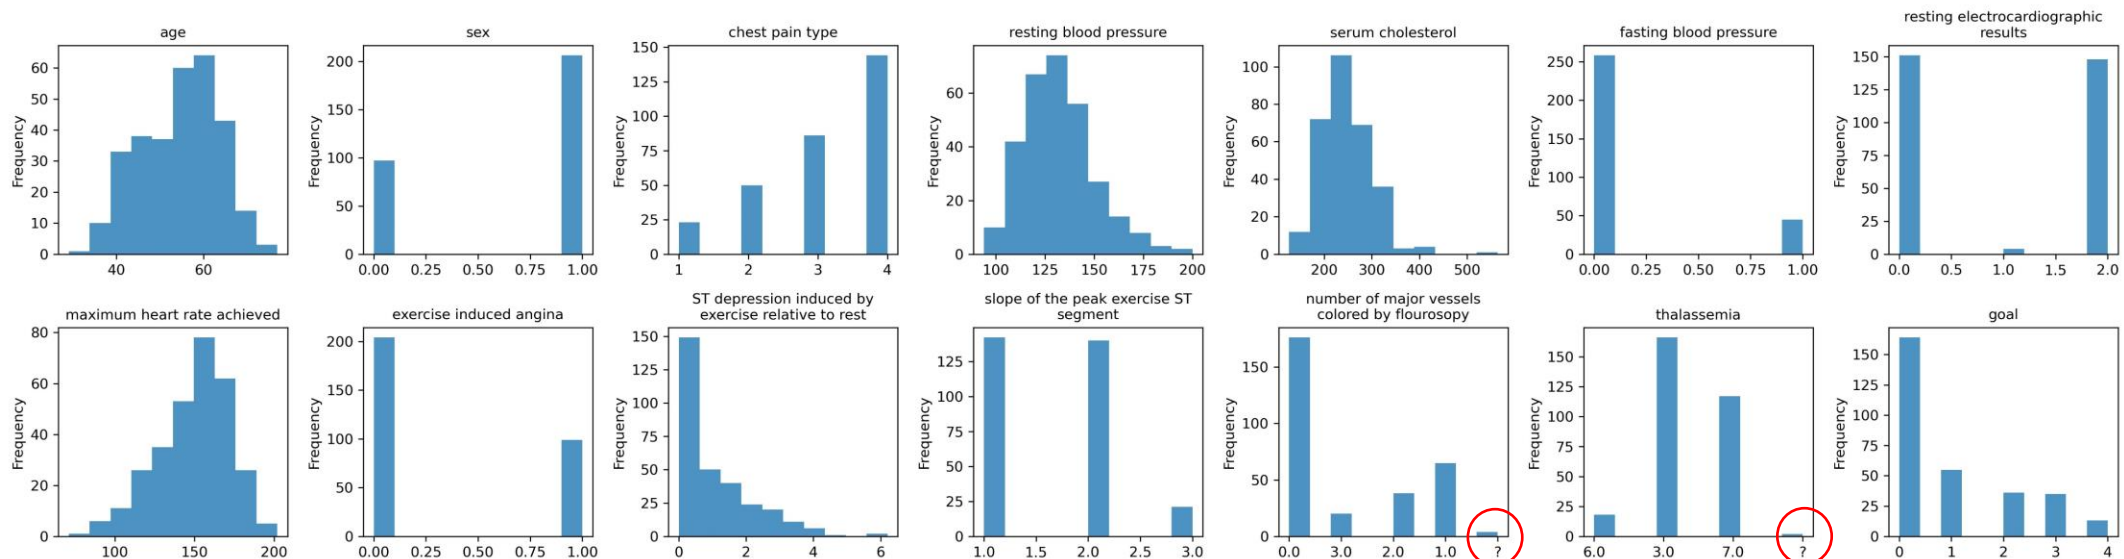 age
60
50
40
30
20
10
0
40 60
Frequency
sex
200
150
100
50
0
0.00 0.25 0.50 0.75 1.00
Frequency
chest pain type
150
125
100
75
50
25
0
1 2 3 4
Frequency
resting blood pressure
60
40
20
0
100 125 150 175 200
Frequency
serum cholesterol
100
80
60
40
20
0
200 300 400 500
Frequency
fasting blood pressure
250
200
150
100
50
0
0.00 0.25 0.50 0.75 1.00
Frequency
resting electrocardiographic
results
150
125
100
75
50
25
0
0.0 0.5 1.0 1.5 2.0
Frequency
maximum heart rate achieved
80
60
40
20
0
100 150 200
Frequency
exercise induced angina
200
150
100
50
0
0.00 0.25 0.50 0.75 1.00
Frequency
ST depression induced by
exercise relative to rest
150
125
100
75
50
25
0
0 2 4 6
Frequency
slope of the peak exercise ST
segment
125
100
75
50
25
0
1.0 1.5 2.0 2.5 3.0
Frequency
number of major vessels
colored by flourosopy
150
100
50
0
0.0 3.0 2.0 1.0 ?
Frequency
thalassemia
150
125
100
75
50
25
0
6.0 3.0 7.0 ?
Frequency
goal
150
125
100
75
50
25
0
0 1 2 3 4
Frequency